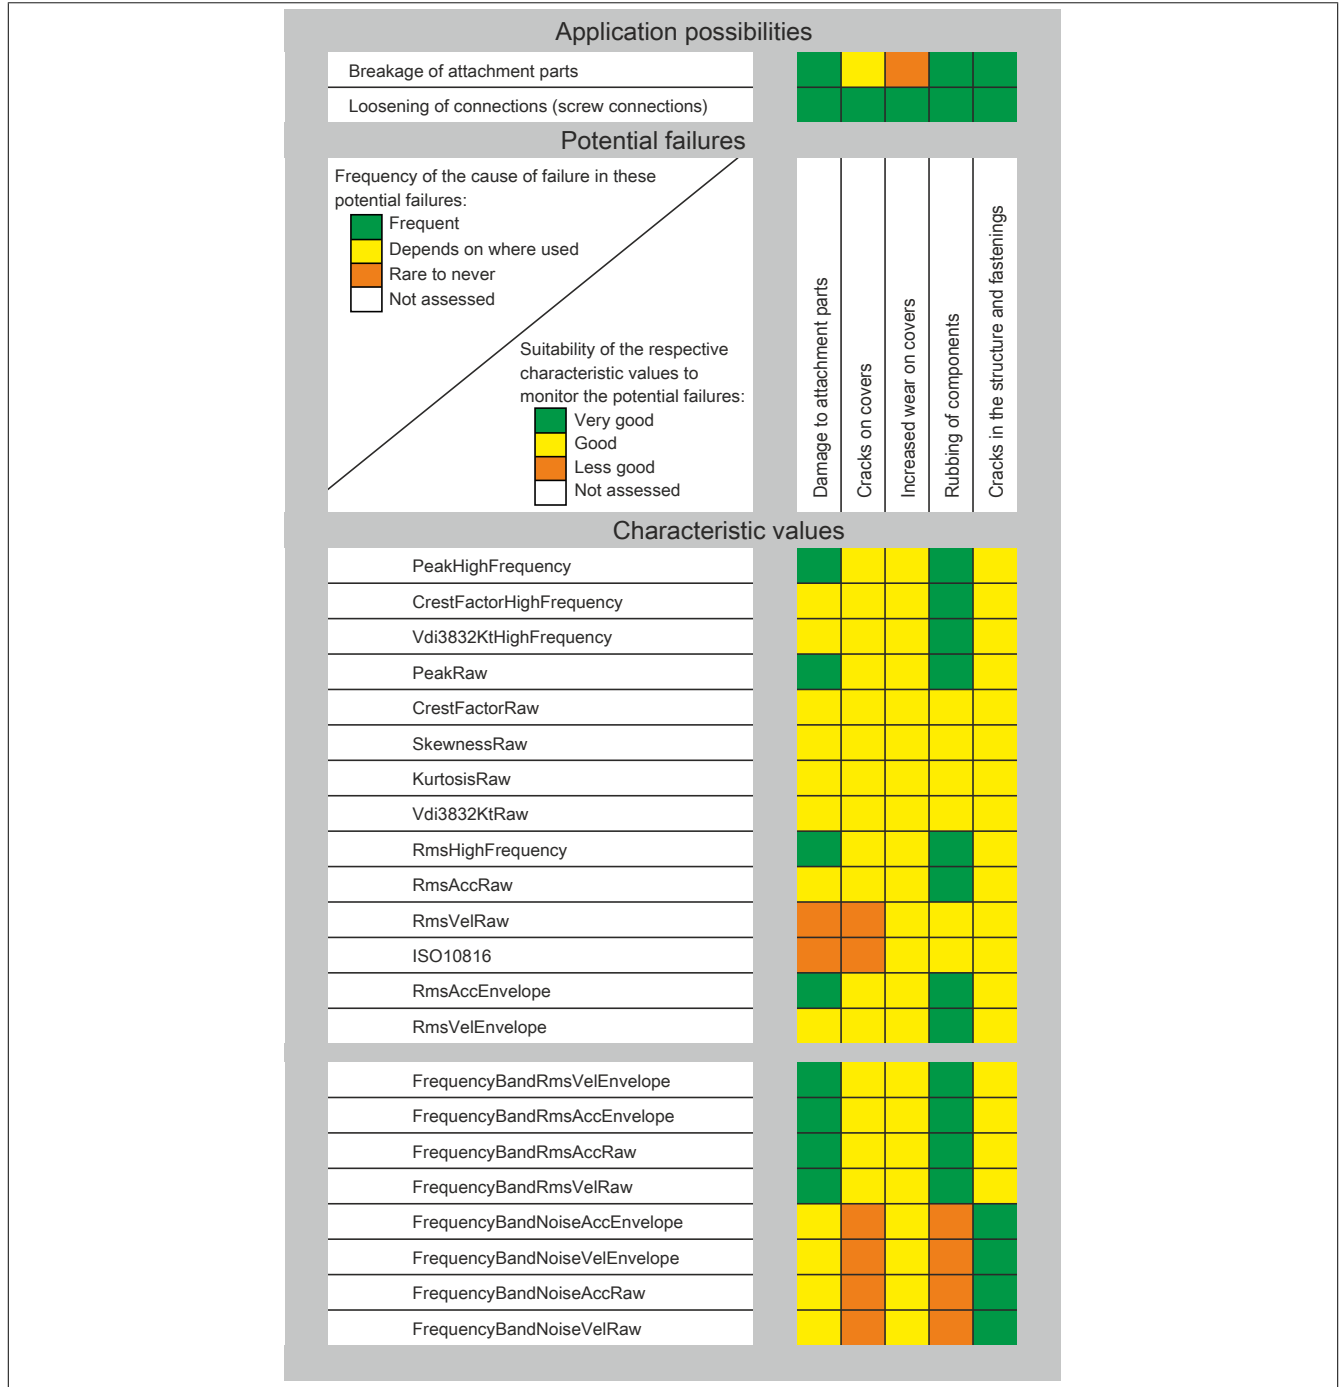 Application possibilities
Breakage of attachment parts
Loosening of connections (screw connections)
Potential failures
Frequency of the cause of failure in these
potential failures:
Frequent
Depends on where used
Rare to never
Not assessed
Suitability of the respective
characteristic values to
monitor the potential failures:
Very good
Good
Less good
Not assessed
Damage to attachment parts
Cracks on covers
Increased wear on covers
Rubbing of components
Cracks in the structure and fastenings
Characteristic values
PeakHighFrequency
CrestFactorHighFrequency
Vdi3832KtHighFrequency
PeakRaw
CrestFactorRaw
SkewnessRaw
KurtosisRaw
Vdi3832KtRaw
RmsHighFrequency
RmsAccRaw
RmsVelRaw
ISO10816
RmsAccEnvelope
RmsVelEnvelope
FrequencyBandRmsVelEnvelope
FrequencyBandRmsAccEnvelope
FrequencyBandRmsAccRaw
FrequencyBandRmsVelRaw
FrequencyBandNoiseAccEnvelope
FrequencyBandNoiseVelEnvelope
FrequencyBandNoiseAccRaw
FrequencyBandNoiseVelRaw